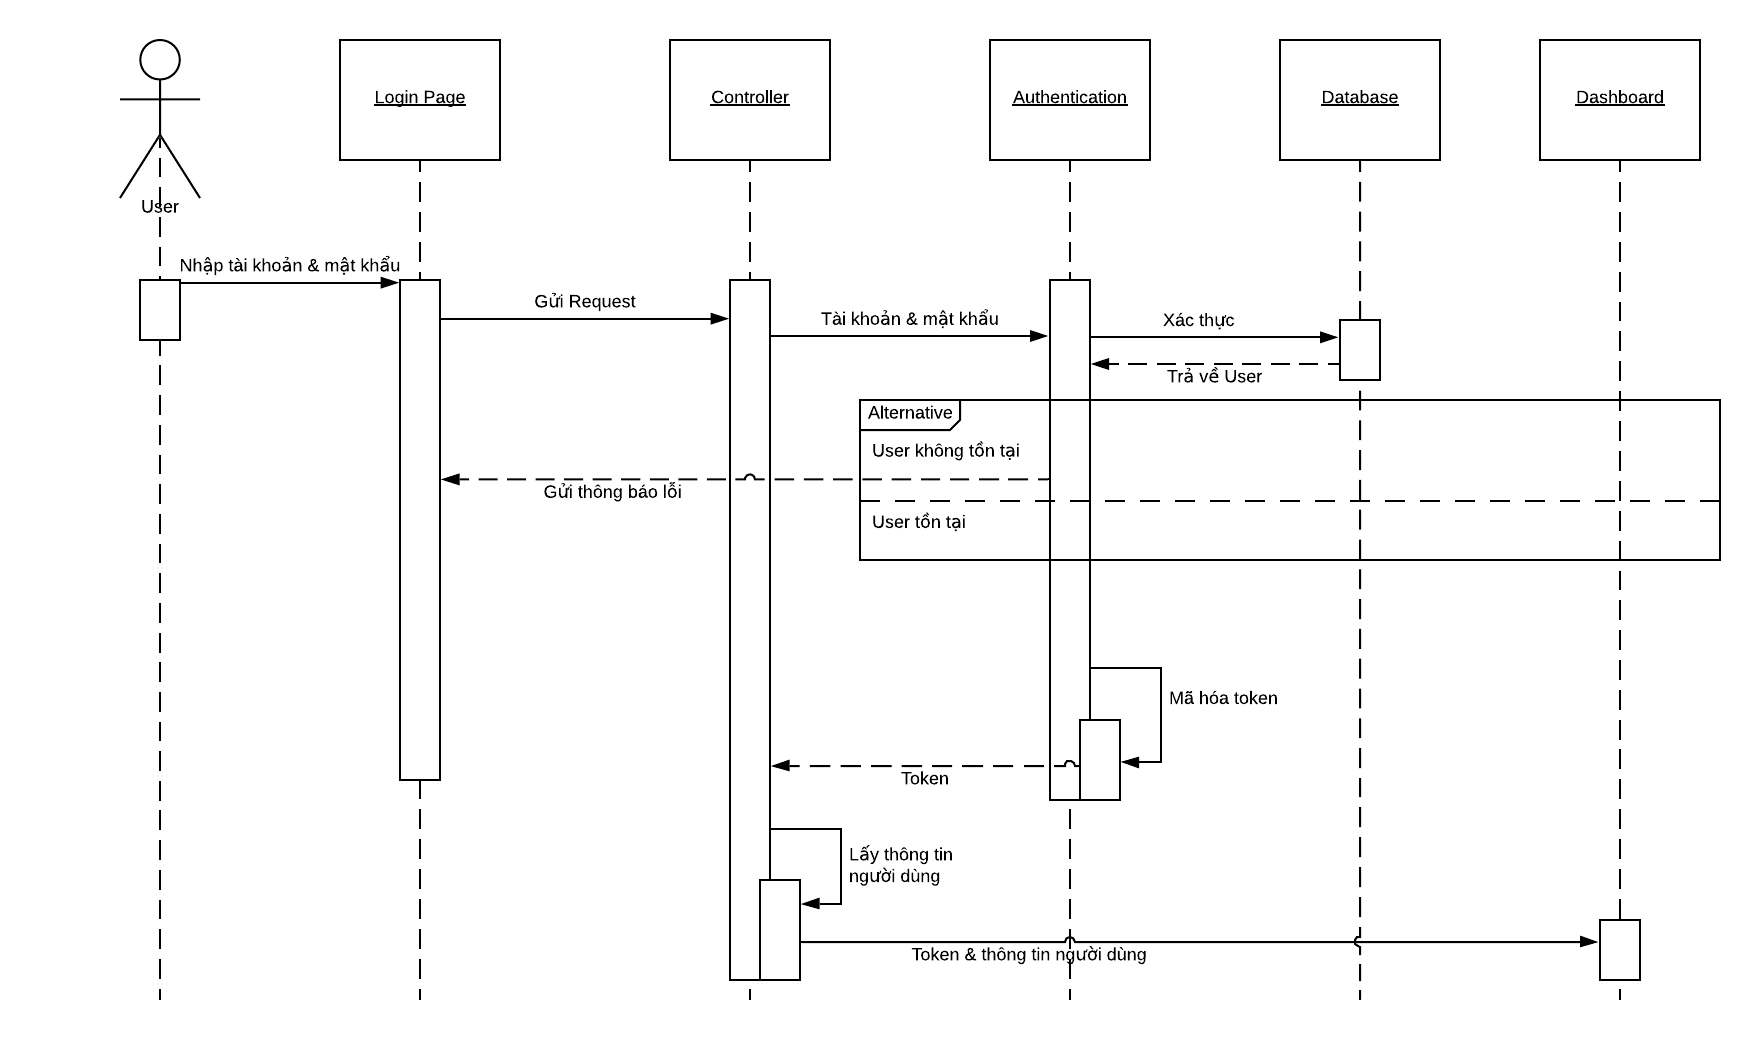 Login Page
Controller
Authentication
Database
Dashboard
User
Nhập tài khoản & mật khẩu
Gửi Request
Tài khoản & mật khẩu
Xác thực
Trả về User
Alternative
User không tồn tại
Gửi thông báo lỗi
User tồn tại
Mã hóa token
Token
Lấy thông tin
người dùng
Token & thông tin người dùng